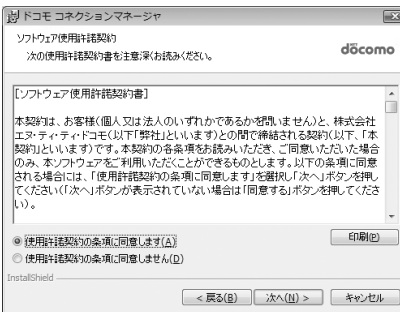 ドコモ コネクションマネージャ
ソフトウェア使用許諾契約
次の使用許諾契約書を注意深くお読みください。
döcomo
[ソフトウェア使用許諾契約書]
本契約は、お客様(個人又は法人のいずれかであるかを問いません)と、株式会社
エヌ・ティ・ティ・ドコモ(以下「弊社」といいます)との間で締結される契約(以下、「本
契約」といいます)です。本契約の各条項をお読みいただき、ご同意いただいた場合
のみ、本ソフトウェアをご利用いただくことができるものとします。以下の条項に同意
される場合には、「使用許諾契約の条項に同意します」を選択し「次へ」ボタンを押し
てください(「次へ」ボタンが表示されていない場合は「同意する」ボタンを押してくださ
い)。
使用許諾契約の条項に同意します(A)
印刷(P)
使用許諾契約の条項に同意しません(D)
InstallShield
< 戻る(B)
次へ(N) >
キャンセル